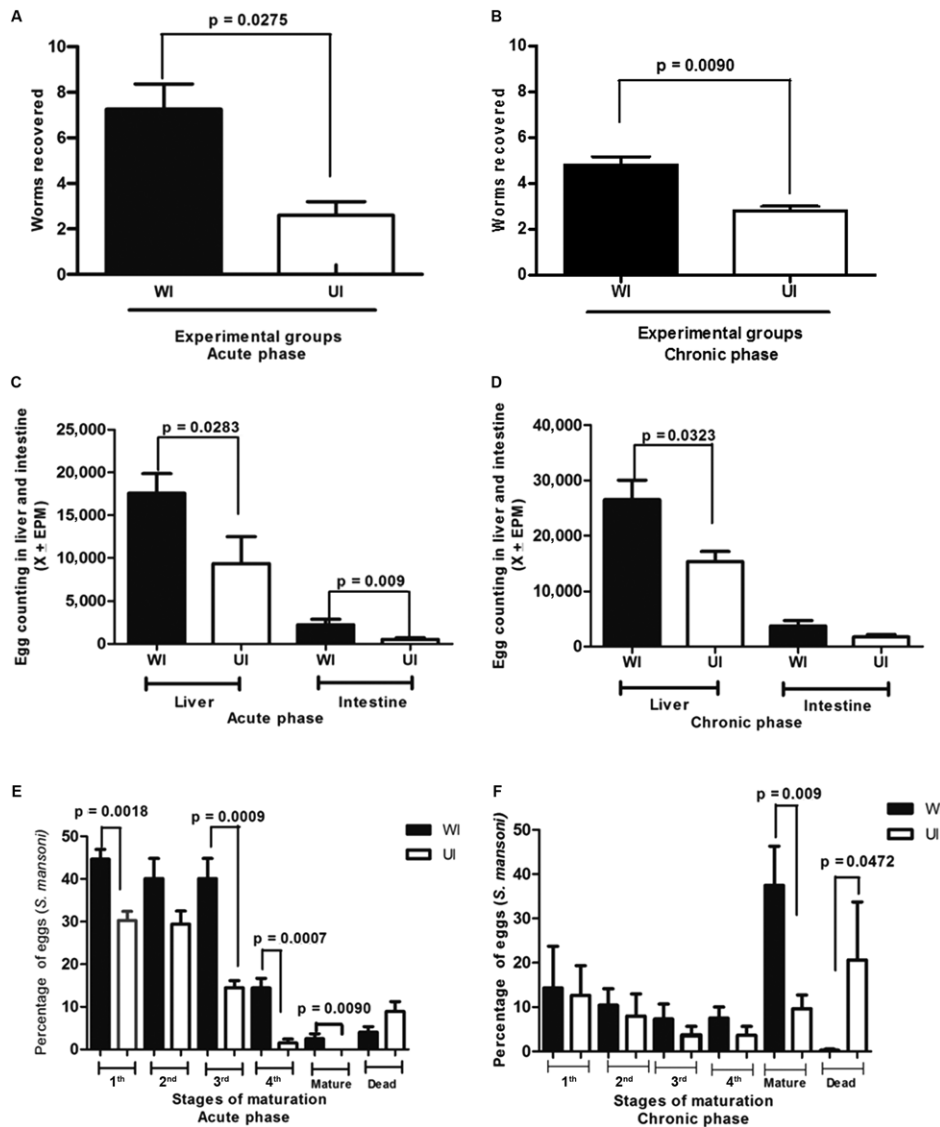 A
p = 0.0275
Worms recovered
10
8
6
4
2
0
WI UI
Experimental groups
Acute phase
B
p = 0.0090
Worms recovered
10
8
6
4
2
0
WI UI
Experimental groups
Chronic phase
C
p = 0.0283
p = 0.009
Egg counting in liver and intestine
(X ± EPM)
25,000
20,000
15,000
10,000
5,000
0
WI UI WI UI
Liver Intestine
Acute phase
D
p = 0.0323
Egg counting in liver and intestine
(X ± EPM)
40,000
30,000
20,000
10,000
0
WI UI WI UI
Liver Intestine
Chronic phase
E
p = 0.0018
p = 0.0009
p = 0.0007
p = 0.0090
WI
UI
Percentage of eggs (S. mansoni)
50
40
30
20
10
0
1th 2nd 3rd 4th Mature Dead
Stages of maturation
Acute phase
F
p = 0.009
p = 0.0472
W
UI
Percentage of eggs (S. mansoni)
50
40
30
20
10
0
1th 2nd 3rd 4th Mature Dead
Stages of maturation
Chronic phase